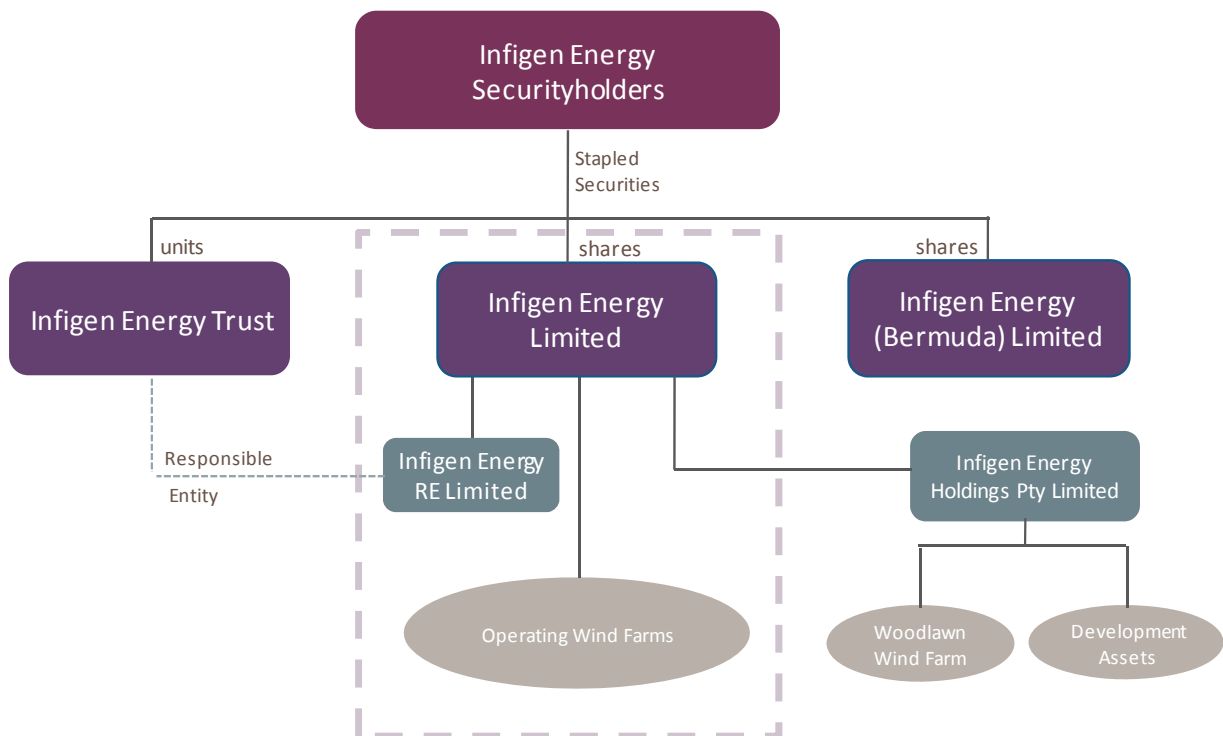 Infigen Energy
Securityholders
Stapled
Securities
units
shares
shares
Infigen Energy Trust
Infigen Energy
Limited
Infigen Energy
(Bermuda) Limited
Responsible
Entity
Infigen Energy
RE Limited
Infigen Energy
Holdings Pty Limited
Operating Wind Farms
Woodlawn
Wind Farm
Development
Assets